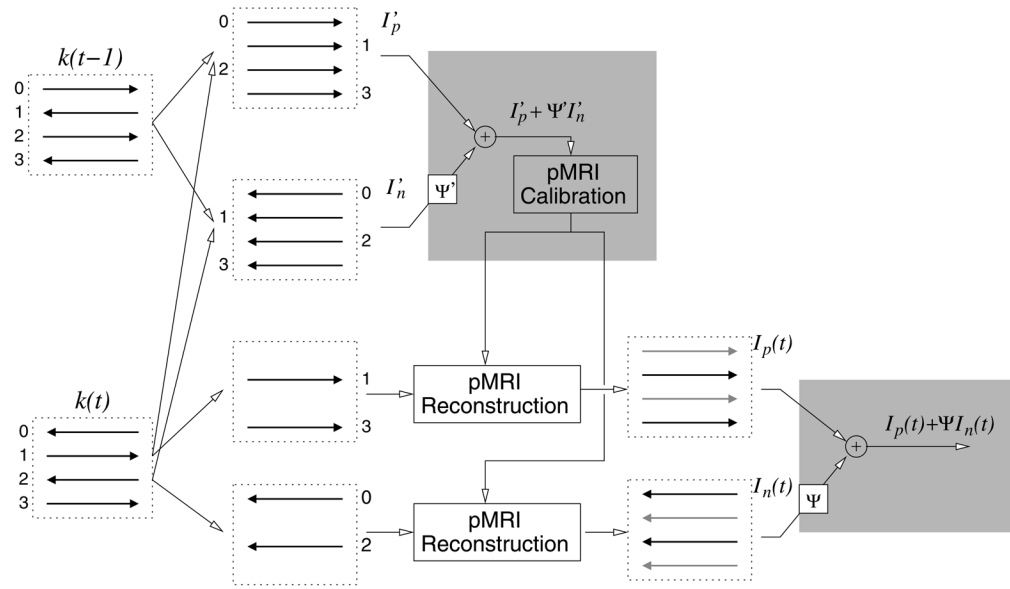 k(t−1)
0
1
2
3
0
2
I'p
1
3
1
3
I'n
0
2
I'p + Ψ'I'n
+
Ψ'
pMRI
Calibration
k(t)
0
1
2
3
1
3
pMRI
Reconstruction
Ip(t)
0
2
pMRI
Reconstruction
In(t)
+
Ψ
Ip(t)+ΨIn(t)